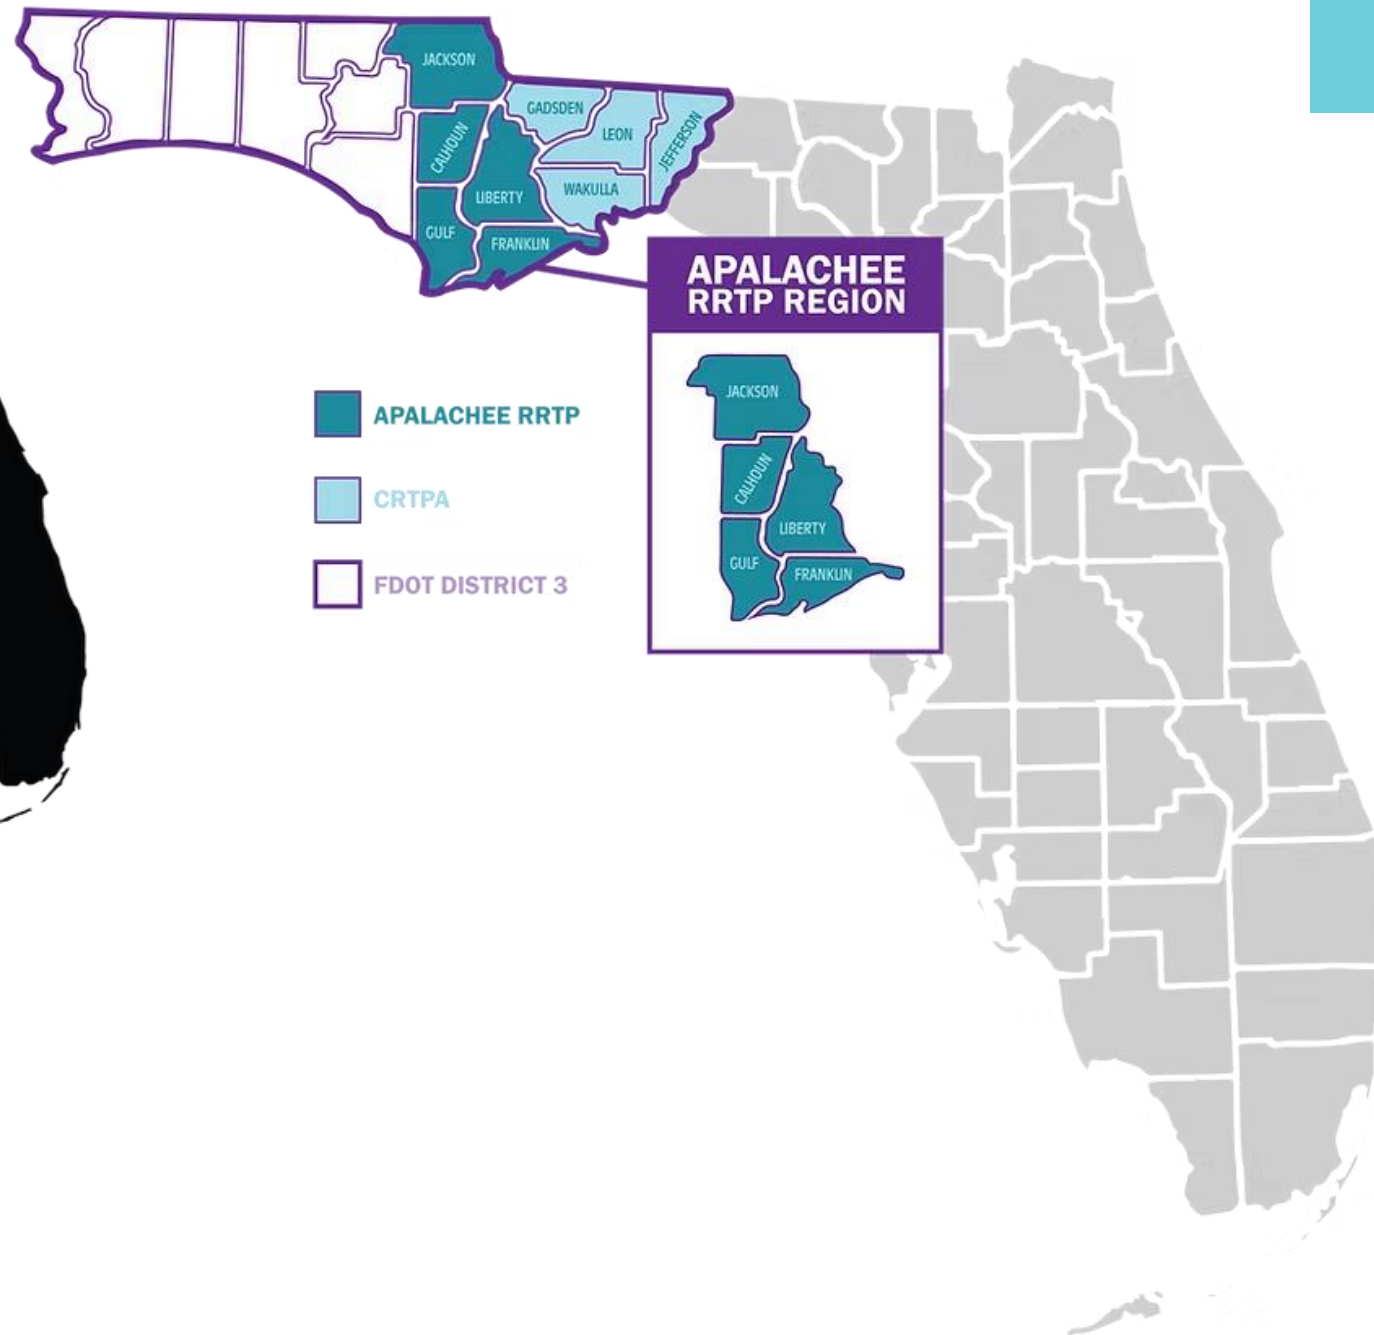 JACKSON
GADSDEN
LEON
JEFFERSON
CALHOUN
WAKULLA
LIBERTY
GULF
FRANKLIN
APALACHEE
RRTP REGION
JACKSON
CALHOUN
LIBERTY
GULF
FRANKLIN
APALACHEE RRTP
CRTPA
FDOT DISTRICT 3